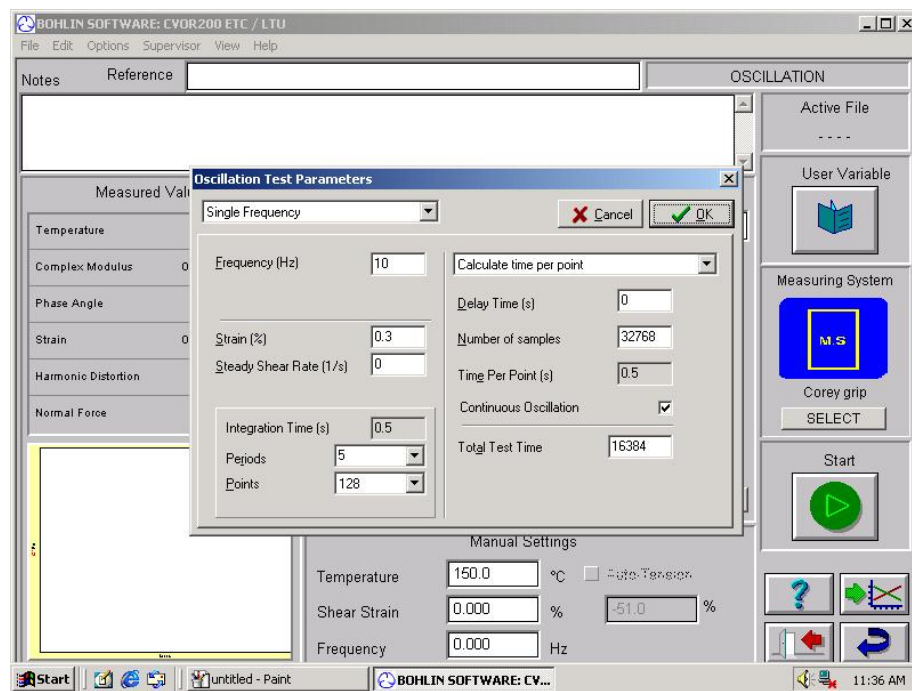 BOHLIN SOFTWARE: CVOR200 ETC / LTU
File Edit Options Supervisor View Help
Notes Reference
OSCILLATION
Active File
- - - -
User Variable
Oscillation Test Parameters
Single Frequency
Cancel
OK
Measured Val
Temperature
Complex Modulus 0
Phase Angle
Strain 0
Harmonic Distortion
Normal Force
Frequency (Hz) 10
Strain (%) 0.3
Steady Shear Rate (1/s) 0
Integration Time (s) 0.5
Periods 5
Points 128
Calculate time per point
Delay Time (s) 0
Number of samples 32768
Time Per Point (s) 0.5
Continuous Oscillation
Total Test Time 16384
Measuring System
M.S
Corey grip
SELECT
Start
Manual Settings
Temperature 150.0 °C Auto-Tension
Shear Strain 0.000 % -51.0 %
Frequency 0.000 Hz
Start
untitled - Paint
BOHLIN SOFTWARE: CV...
11:36 AM